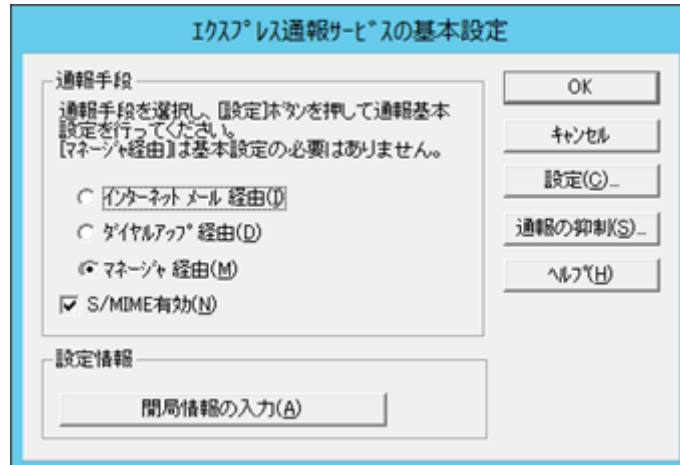 ｴｸｽﾌﾟﾚｽ通報ｻｰﾋﾞｽの基本設定
通報手段
通報手段を選択し、[設定]ﾎﾞﾀﾝを押して通報基本
設定を行ってください。
[ﾏﾈｰｼﾞｬ経由]は基本設定の必要はありません。
ｲﾝﾀｰﾈｯﾄ ﾒｰﾙ 経由(I)
ﾀﾞｲﾔﾙｱｯﾌﾟ 経由(D)
ﾏﾈｰｼﾞｬ 経由(M)
S/MIME有効(N)
設定情報
開局情報の入力(A)
OK
ｷｬﾝｾﾙ
設定(C)...
通報の抑制(S)...
ﾍﾙﾌﾟ(H)